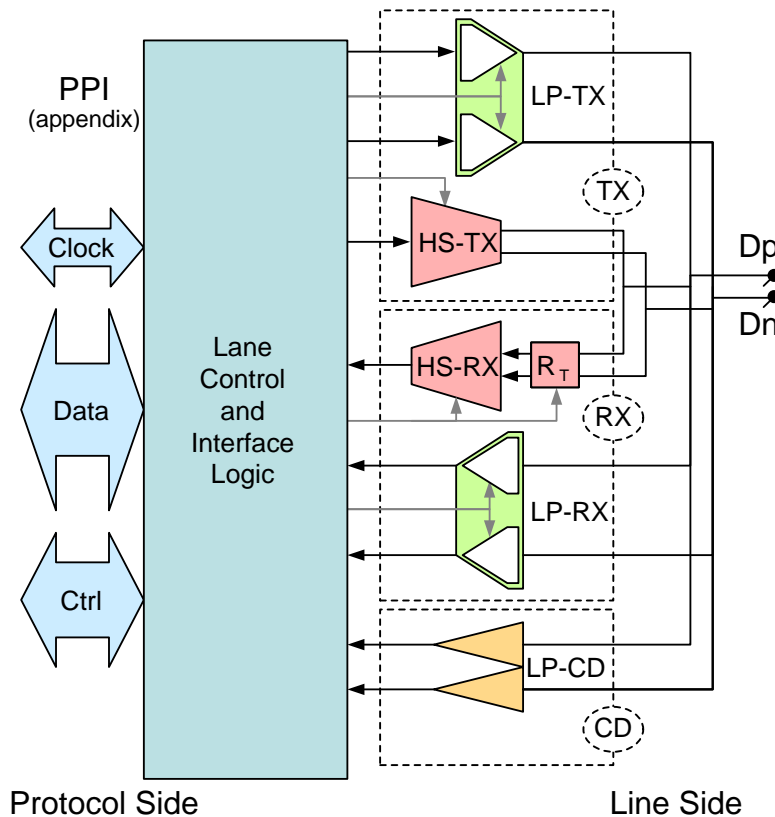 PPI
(appendix)
Clock
Data
Ctrl
Lane
Control
and
Interface
Logic
LP-TX
TX
HS-TX
Dp
Dn
HS-RX
RT
RX
LP-RX
LP-CD
CD
Protocol Side
Line Side